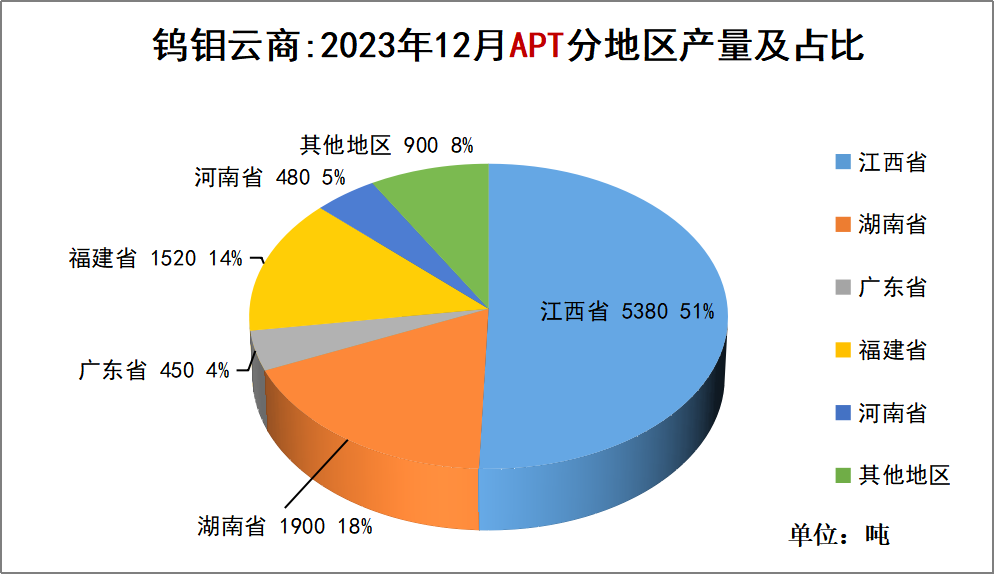 钨钼云商:2023年12月APT分地区产量及占比
其他地区 900 8%
河南省 480 5%
福建省 1520 14%
广东省 450 4%
湖南省 1900 18%
江西省 5380 51%
江西省
湖南省
广东省
福建省
河南省
其他地区
单位：吨